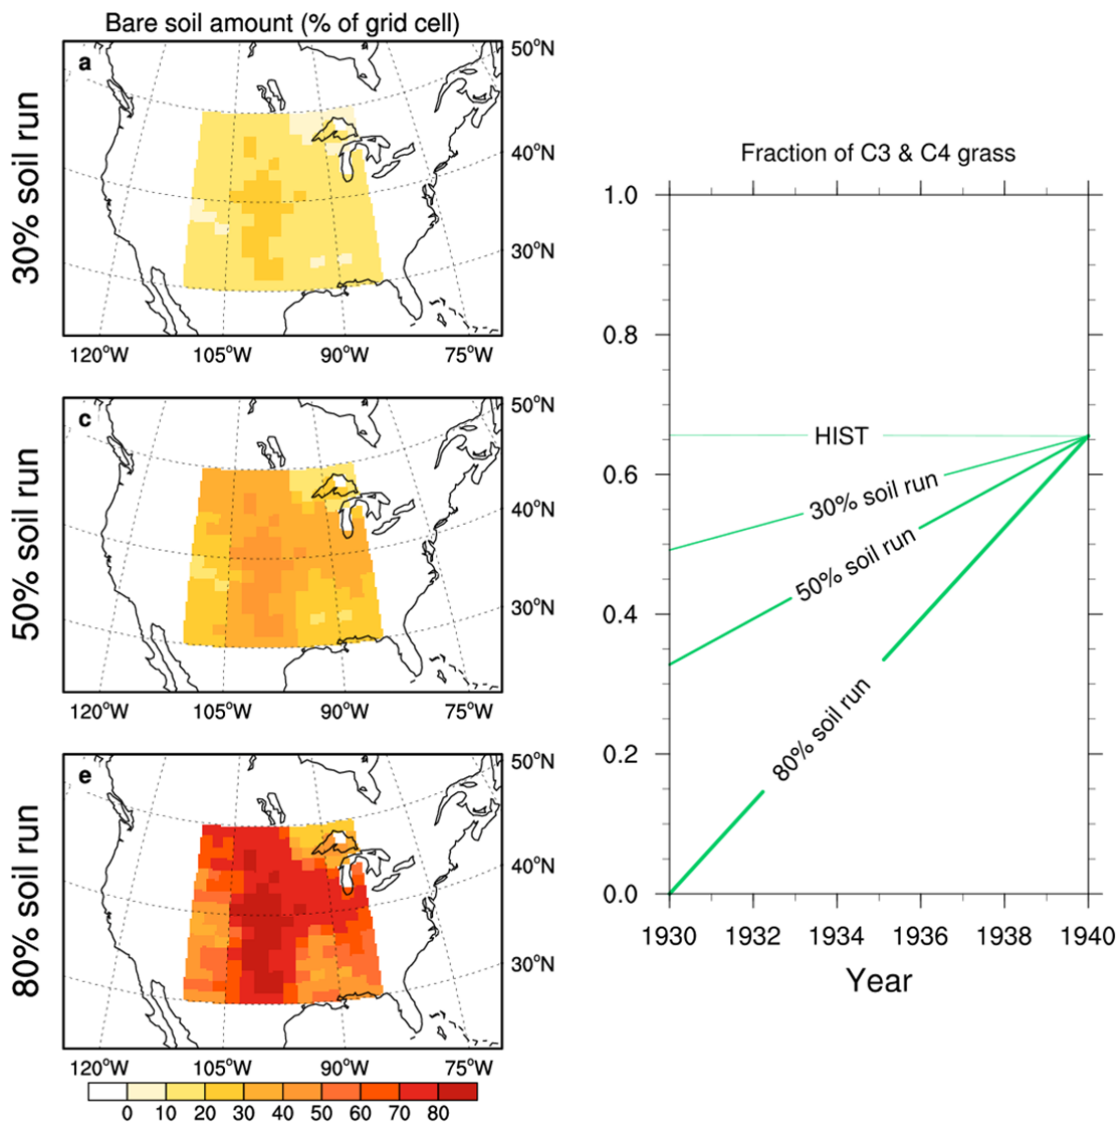 Bare soil amount (% of grid cell)
30% soil run
a
50°N
40°N
30°N
120°W 105°W 90°W 75°W
50% soil run
c
50°N
40°N
30°N
120°W 105°W 90°W 75°W
80% soil run
e
50°N
40°N
30°N
120°W 105°W 90°W 75°W
0 10 20 30 40 50 60 70 80
Fraction of C3 & C4 grass
1.0
0.8
0.6
0.4
0.2
0.0
HIST
30% soil run
50% soil run
80% soil run
1930 1932 1934 1936 1938 1940
Year